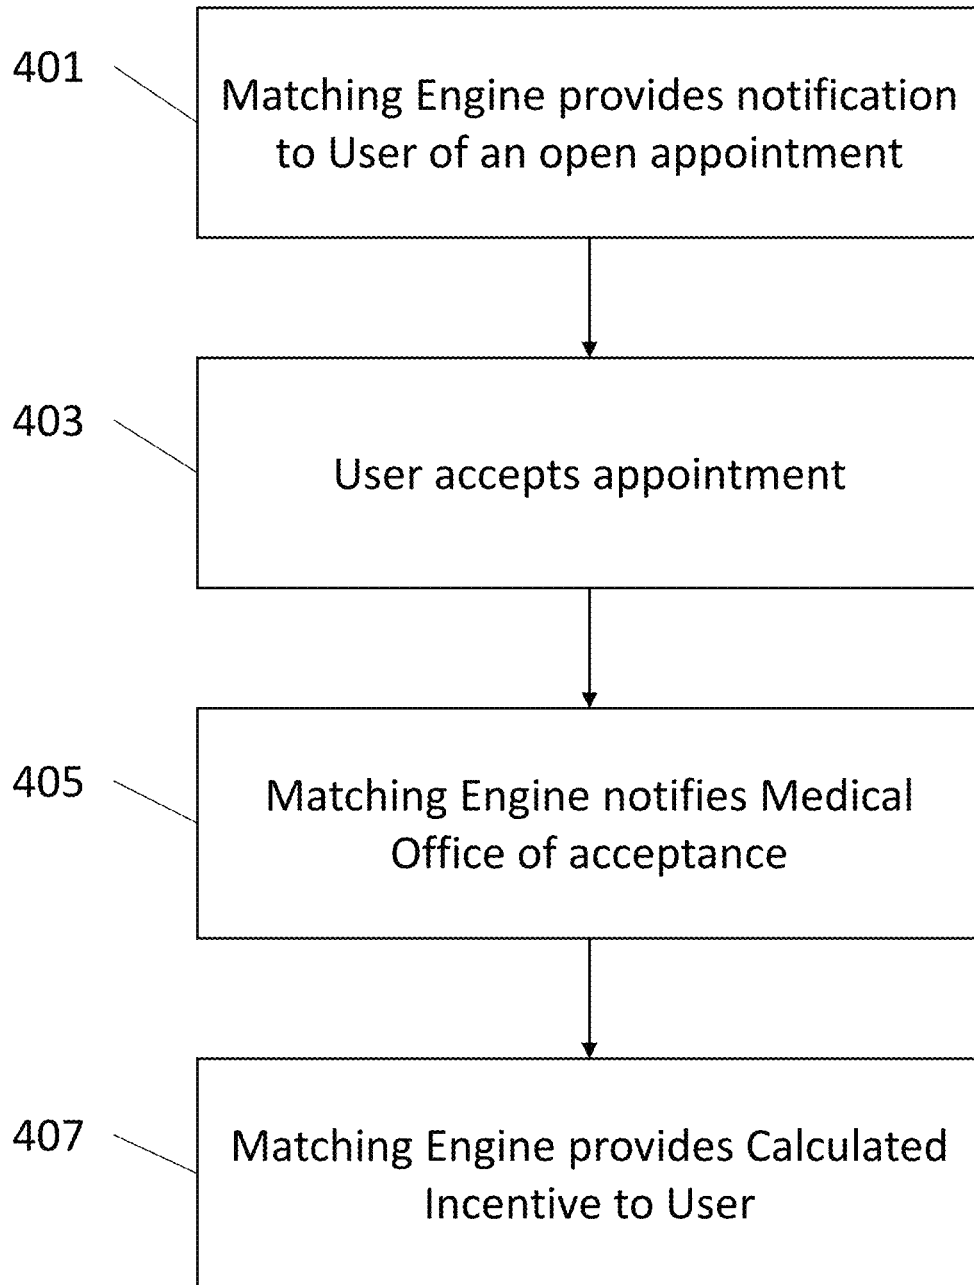 401
Matching Engine provides notification
to User of an open appointment
403
User accepts appointment
405
Matching Engine notifies Medical
Office of acceptance
407
Matching Engine provides Calculated
Incentive to User